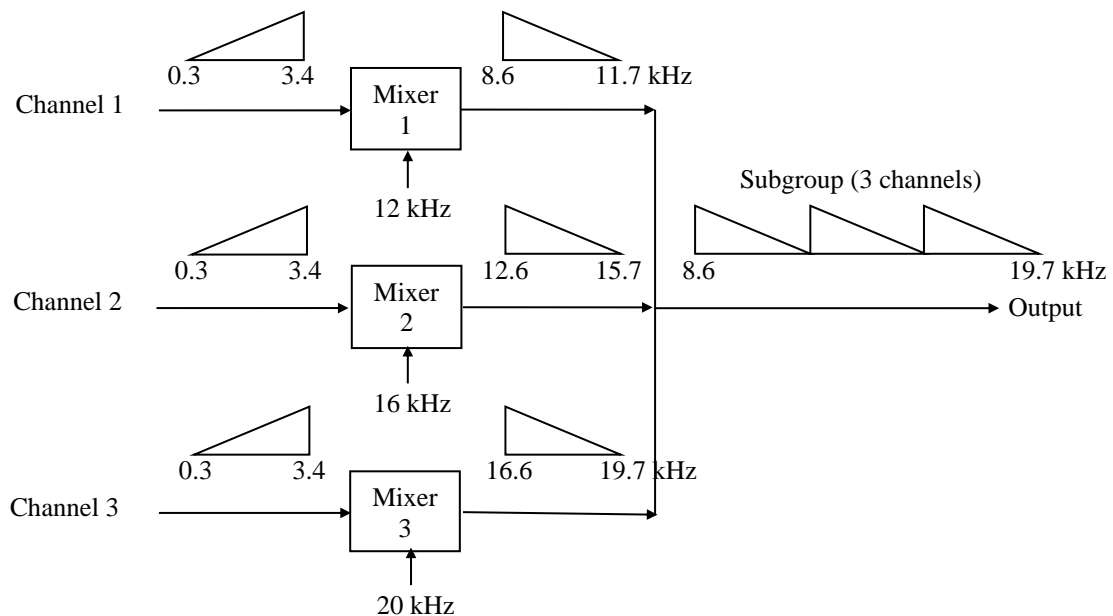 0.3 3.4
8.6 11.7 kHz
Channel 1
Mixer
1
12 kHz
Subgroup (3 channels)
0.3 3.4
12.6 15.7
8.6 19.7 kHz
Channel 2
Mixer
2
Output
16 kHz
0.3 3.4
16.6 19.7 kHz
Channel 3
Mixer
3
20 kHz